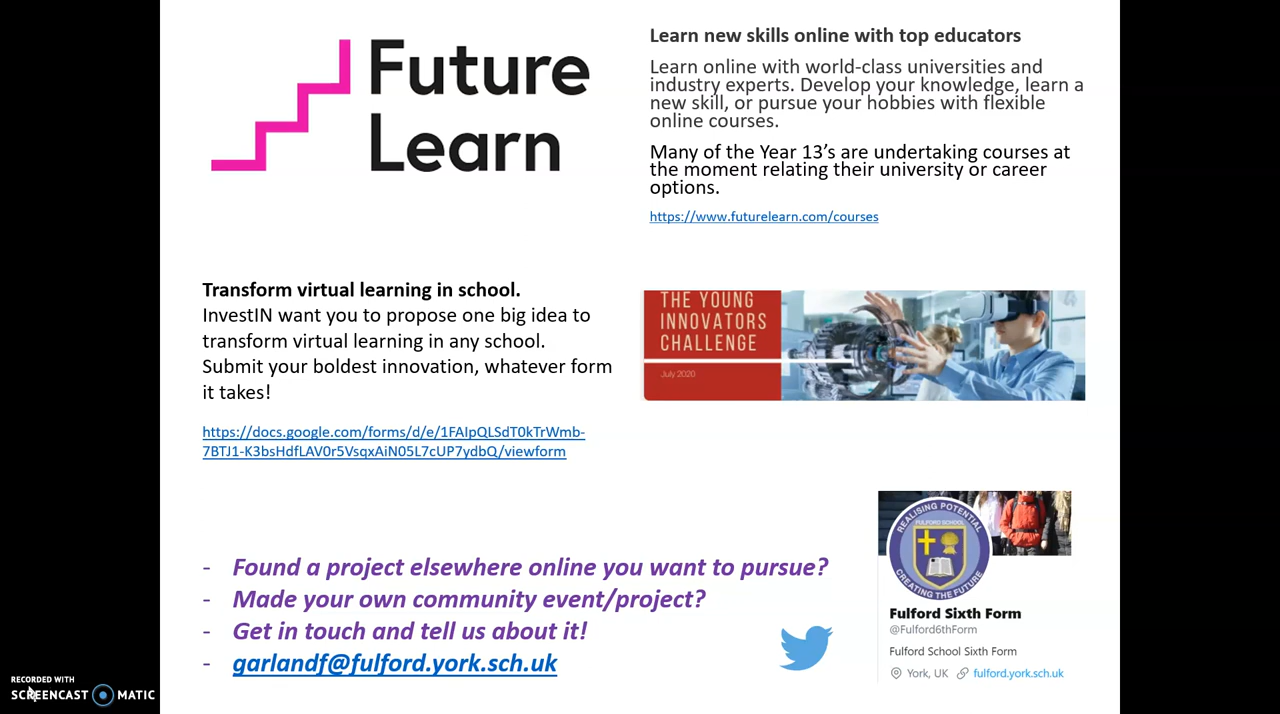 Future
Learn
Learn new skills online with top educators
Learn online with world-class universities and
industry experts. Develop your knowledge, learn a
new skill, or pursue your hobbies with flexible
online courses.
Many of the Year 13’s are undertaking courses at
the moment relating their university or career
options.
https://www.futurelearn.com/courses
Transform virtual learning in school.
InvestIN want you to propose one big idea to
transform virtual learning in any school.
Submit your boldest innovation, whatever form
it takes!
https://docs.google.com/forms/d/e/1FAIpQLSdT0kTrWmb-
7BTJ1-K3bsHdfLAV0r5VsqxAiN05L7cUP7ydbQ/viewform
THE YOUNG
INNOVATORS
CHALLENGE
July 2020
- Found a project elsewhere online you want to pursue?
- Made your own community event/project?
- Get in touch and tell us about it!
- garlandf@fulford.york.sch.uk
REALISING POTENTIAL
FULFORD SCHOOL
CREATING THE FUTURE
Fulford Sixth Form
@Fulford6thForm
Fulford School Sixth Form
York, UK fulford.york.sch.uk
RECORDED WITH
SCREENCAST MATIC